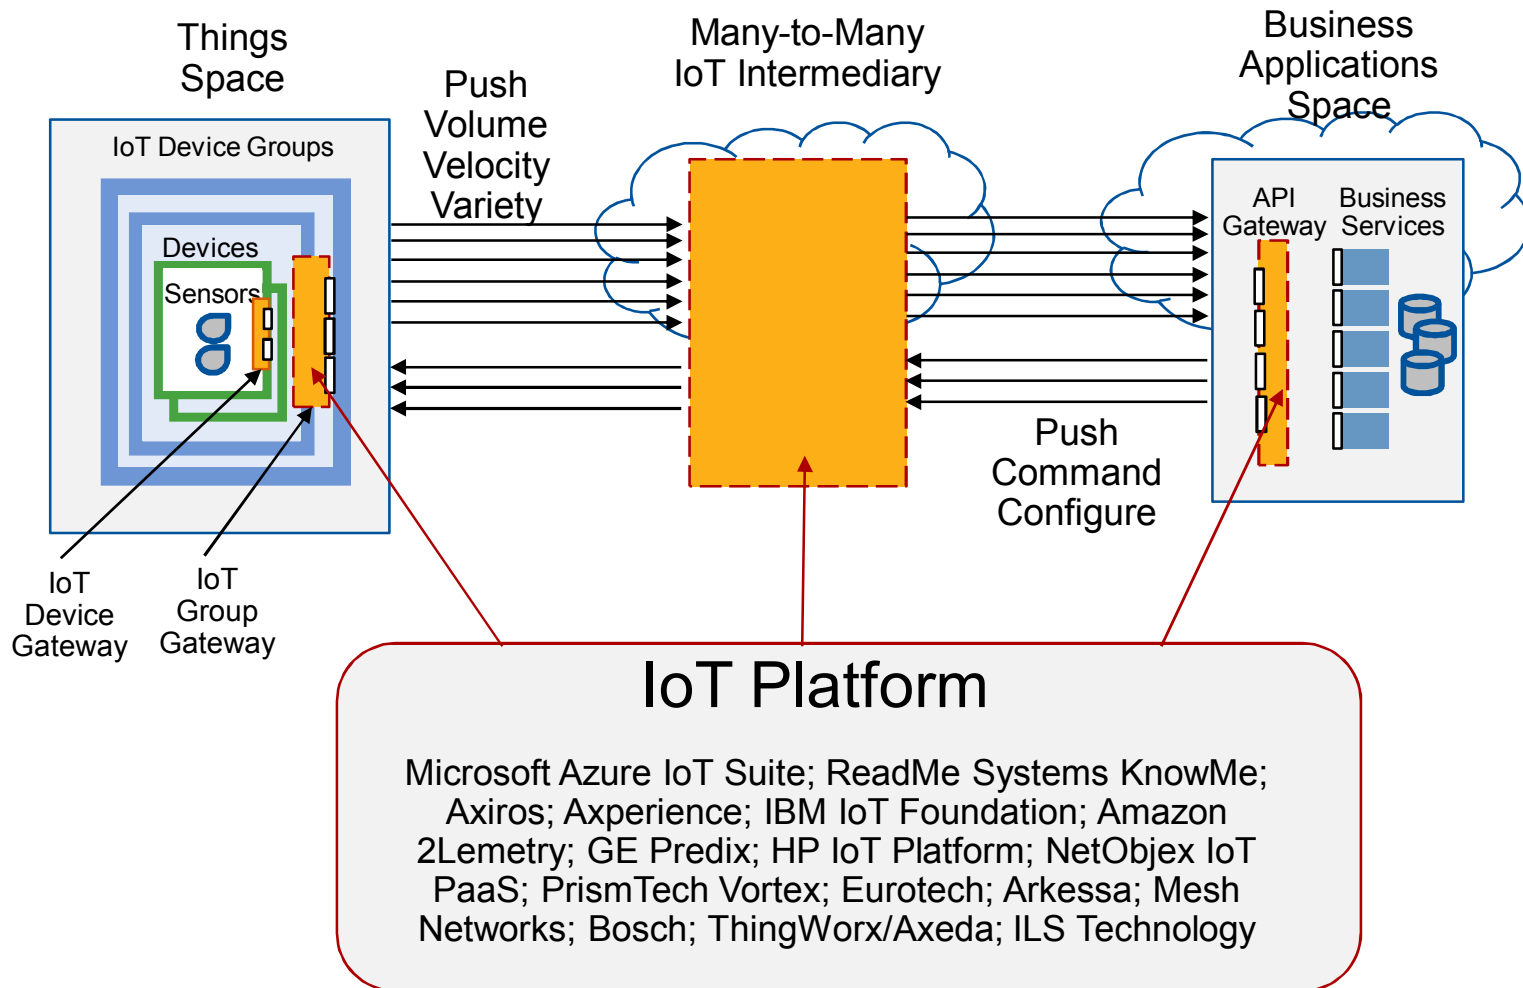 Things
Space
Many-to-Many
IoT Intermediary
Business
Applications
Space
Push
Volume
Velocity
Variety
IoT Device Groups
Devices
Sensors
API
Gateway
Business
Services
Push
Command
Configure
IoT
Device
Gateway
IoT
Group
Gateway
IoT Platform
Microsoft Azure IoT Suite; ReadMe Systems KnowMe;
Axiros; Axperience; IBM IoT Foundation; Amazon
2Lemetry; GE Predix; HP IoT Platform; NetObjex IoT
PaaS; PrismTech Vortex; Eurotech; Arkessa; Mesh
Networks; Bosch; ThingWorx/Axeda; ILS Technology